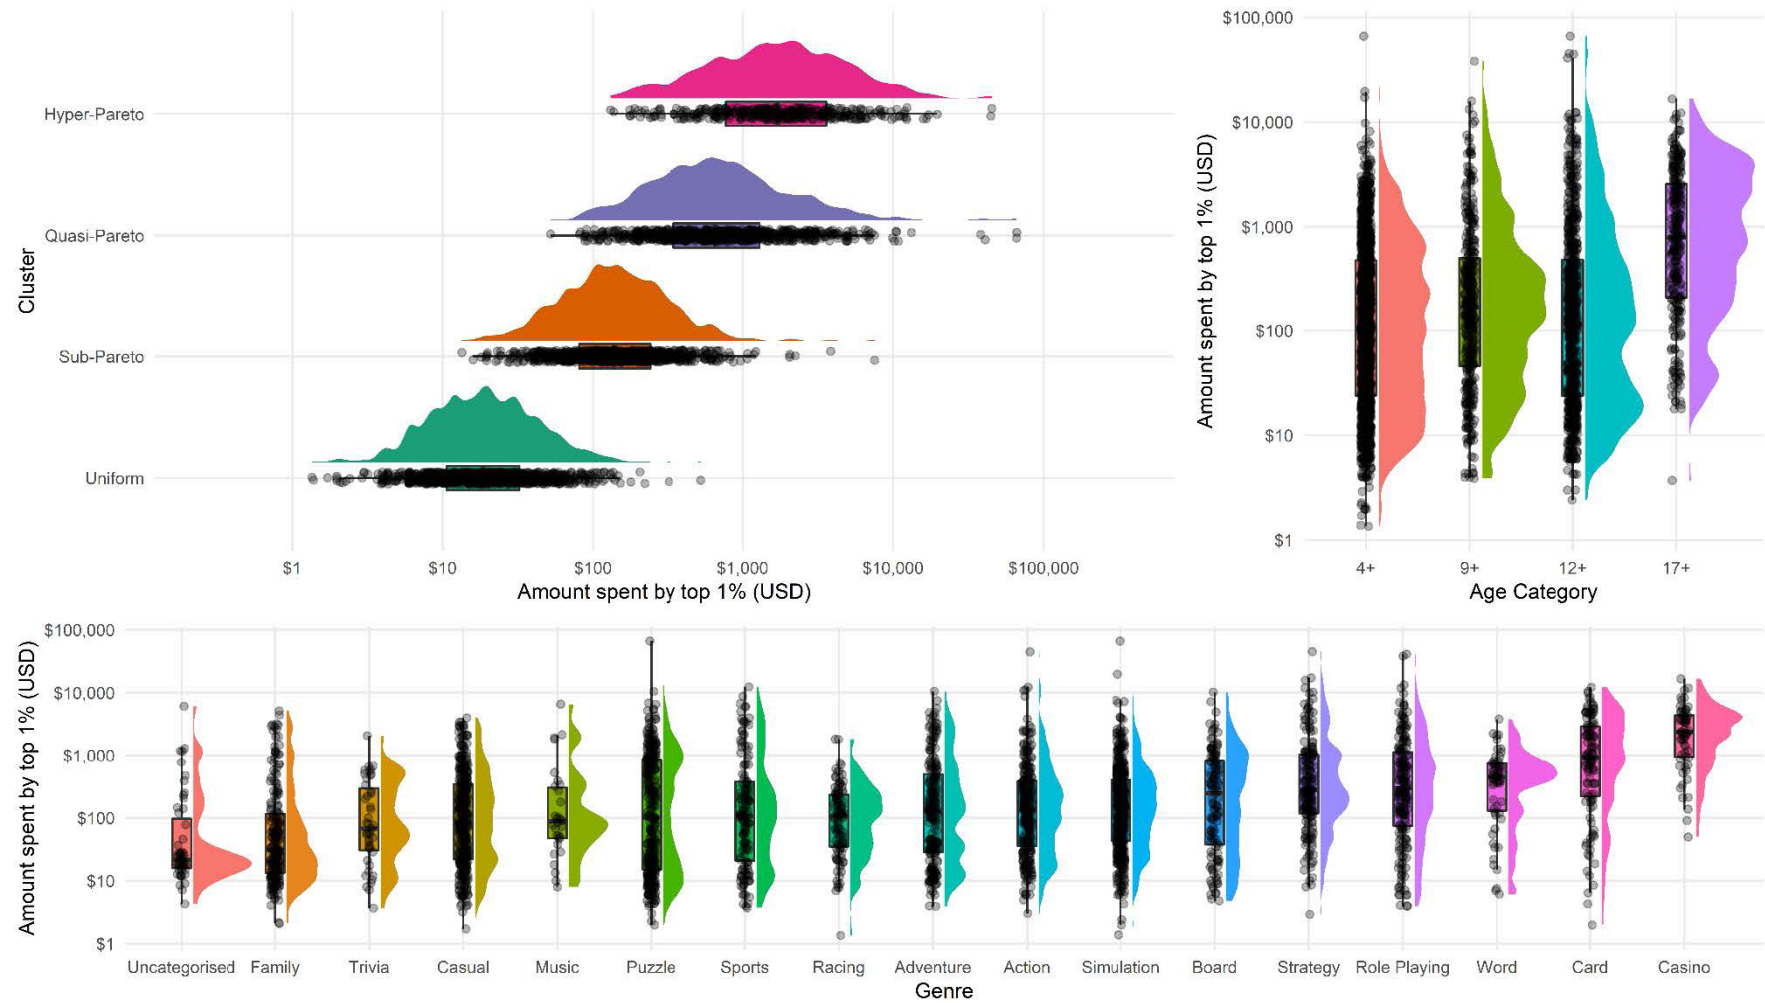 Cluster
Hyper-Pareto
Quasi-Pareto
Sub-Pareto
Uniform
$1 $10 $100 $1,000 $10,000 $100,000
Amount spent by top 1% (USD)
Amount spent by top 1% (USD)
$100,000
$10,000
$1,000
$100
$10
$1
4+ 9+ 12+ 17+
Age Category
Amount spent by top 1% (USD)
$100,000
$10,000
$1,000
$100
$10
$1
Uncategorised Family Trivia Casual Music Puzzle Sports Racing Adventure Action Simulation Board Strategy Role Playing Word Card Casino
Genre